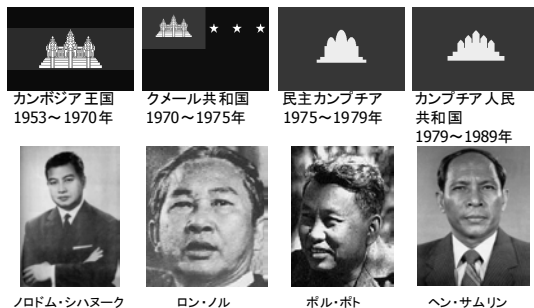 カンボジア王国
1953～1970年
クメール共和国
1970～1975年
民主カンプチア
1975～1979年
カンプチア人民
共和国
1979～1989年
ノロドム・シハヌーク
ロン・ノル
ポル・ポト
ヘン・サムリン